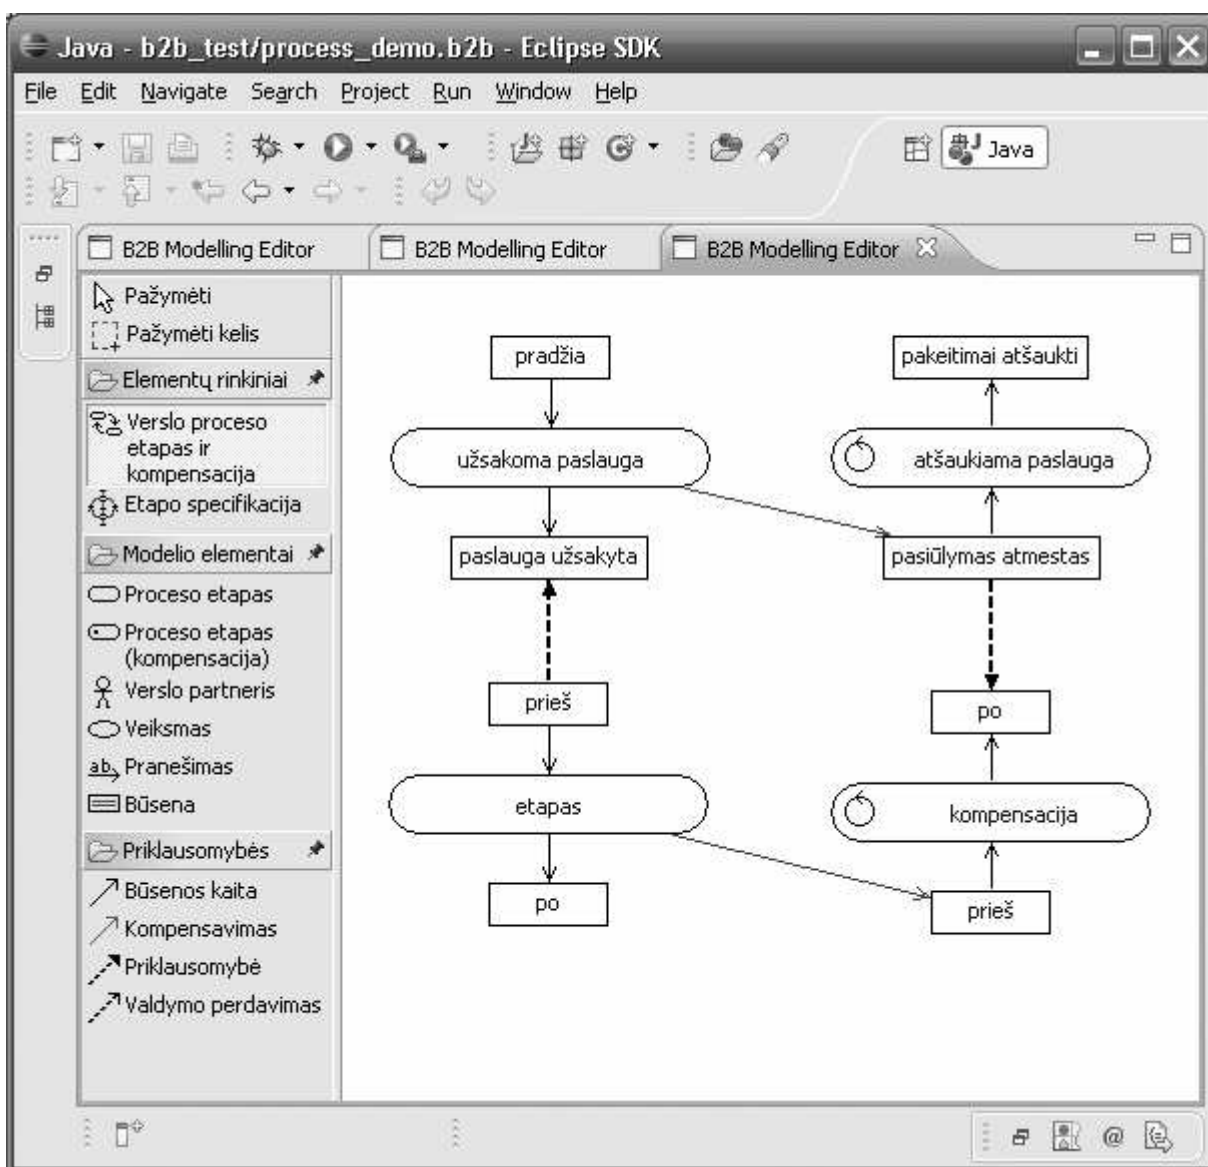 Java - b2b_test/process_demo.b2b - Eclipse SDK
File Edit Navigate Search Project Run Window Help
Java
B2B Modelling Editor
B2B Modelling Editor
B2B Modelling Editor
Pažymėti
Pažymėti kelis
Elementų rinkiniai
Verslo proceso
etapas ir
kompensacija
Etapo specifikacija
Modelio elementai
Proceso etapas
Proceso etapas
(kompensacija)
Verslo partneris
Veiksmas
ab Pranešimas
Būsena
Priklausomybės
Būsenos kaita
Kompensavimas
Priklausomybė
Valdymo perdavimas
pradžia
užsakoma paslauga
paslauga užsakyta
prieš
etapas
po
pakeitimai atšaukti
atšaukiama paslauga
pasiūlymas atmestas
po
kompensacija
prieš